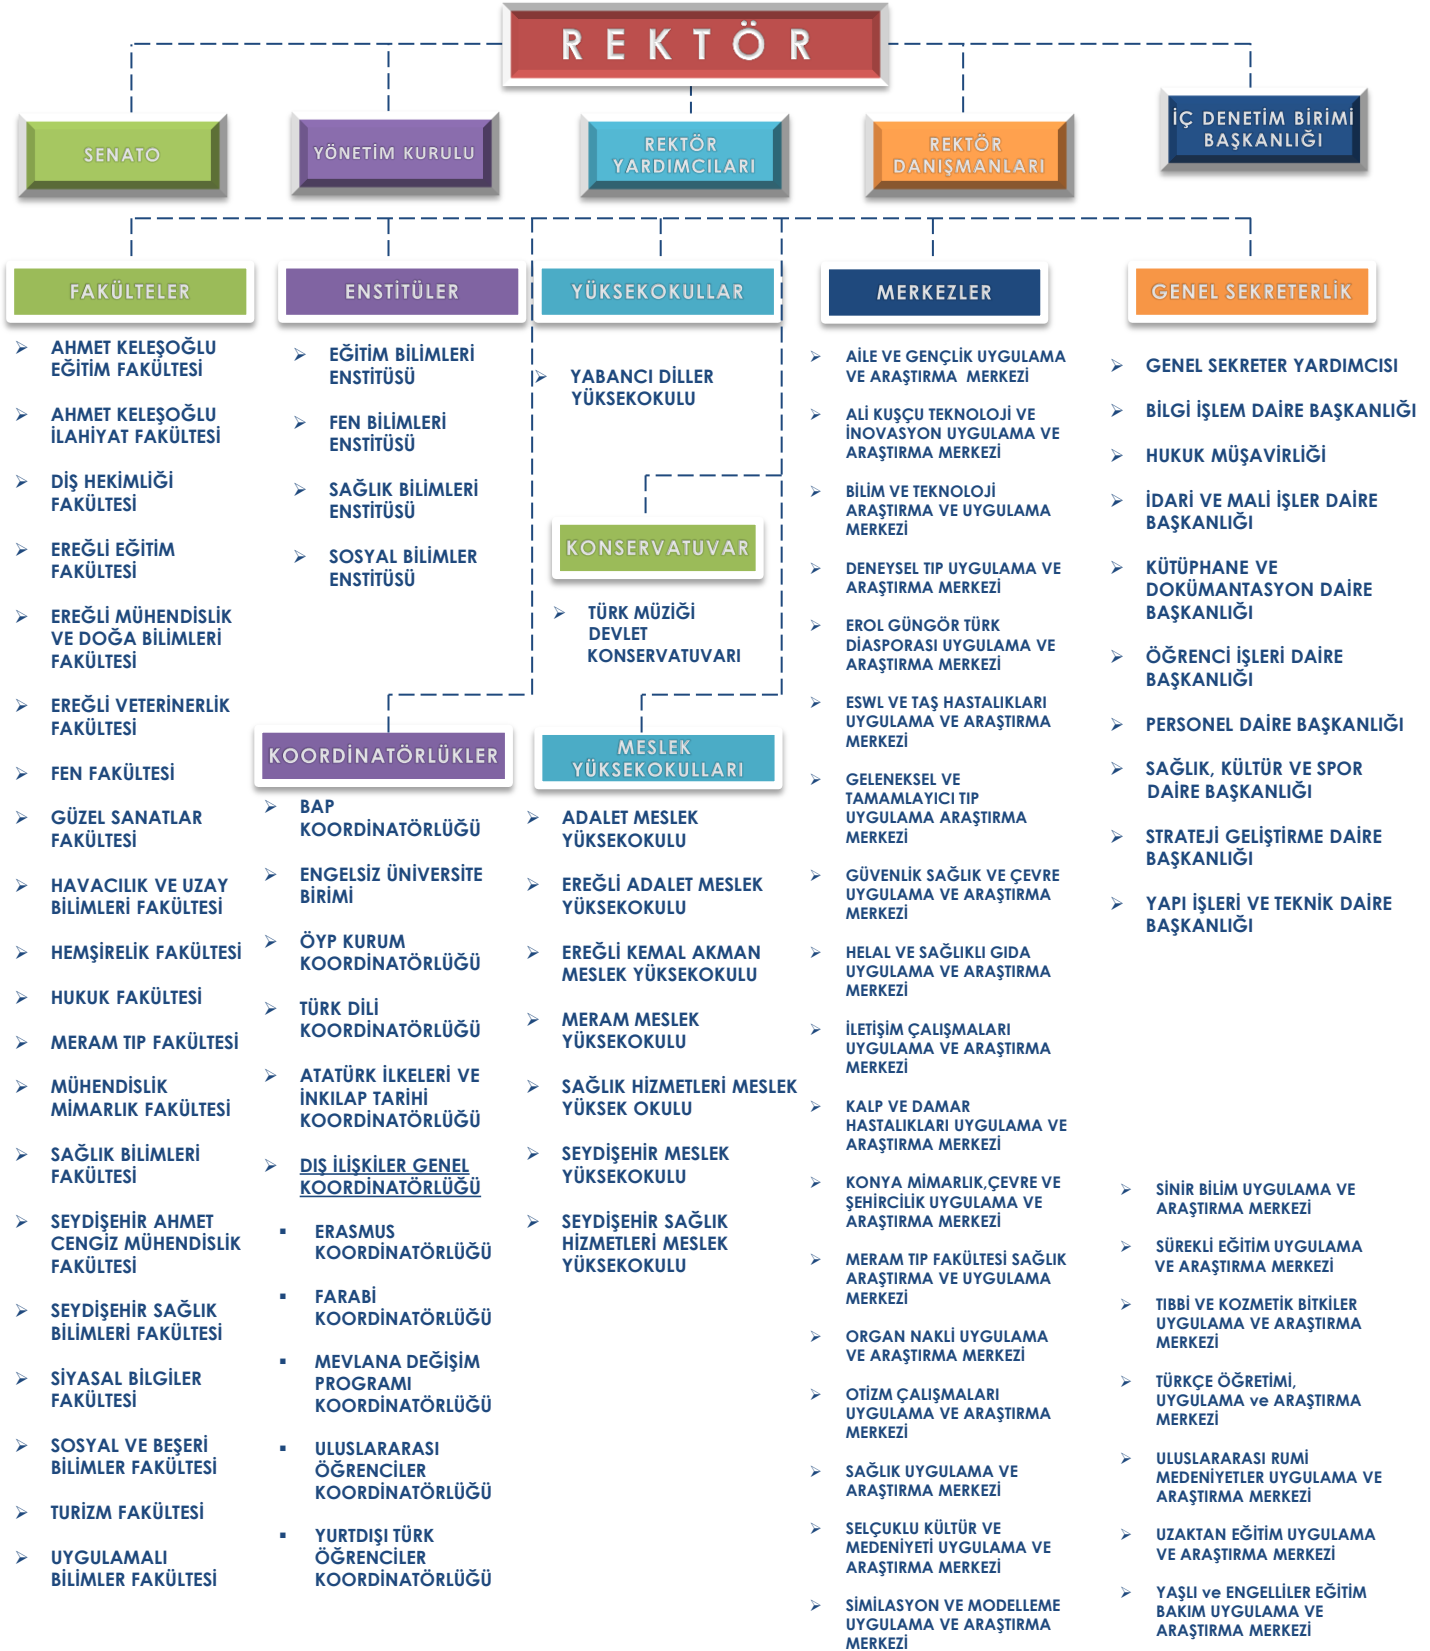 REKTÖR
SENATO
YÖNETİM KURULU
REKTÖR
YARDIMCILARI
REKTÖR
DANIŞMANLARI
İÇ DENETİM BİRİMİ
BAŞKANLIĞI
FAKÜLTELER
AHMET KELEŞOĞLU
EĞİTİM FAKÜLTESİ
AHMET KELEŞOĞLU
İLAHİYAT FAKÜLTESİ
DİŞ HEKİMLİĞİ
FAKÜLTESİ
EREĞLİ EĞİTİM
FAKÜLTESİ
EREĞLİ MÜHENDİSLİK
VE DOĞA BİLİMLERİ
FAKÜLTESİ
EREĞLİ VETERİNERLİK
FAKÜLTESİ
FEN FAKÜLTESİ
GÜZEL SANATLAR
FAKÜLTESİ
HAVACILIK VE UZAY
BİLİMLERİ FAKÜLTESİ
HEMŞİRELİK FAKÜLTESİ
HUKUK FAKÜLTESİ
MERAM TIP FAKÜLTESİ
MÜHENDİSLİK
MİMARLIK FAKÜLTESİ
SAĞLIK BİLİMLERİ
FAKÜLTESİ
SEYDİŞEHİR AHMET
CENGİZ MÜHENDİSLİK
FAKÜLTESİ
SEYDİŞEHİR SAĞLIK
BİLİMLERİ FAKÜLTESİ
SİYASAL BİLGİLER
FAKÜLTESİ
SOSYAL VE BEŞERİ
BİLİMLER FAKÜLTESİ
TURİZM FAKÜLTESİ
UYGULAMALI
BİLİMLER FAKÜLTESİ
ENSTİTÜLER
EĞİTİM BİLİMLERİ
ENSTİTÜSÜ
FEN BİLİMLERİ
ENSTİTÜSÜ
SAĞLIK BİLİMLERİ
ENSTİTÜSÜ
SOSYAL BİLİMLER
ENSTİTÜSÜ
KOORDİNATÖRLÜKLER
BAP
KOORDİNATÖRLÜĞÜ
ENGELSİZ ÜNİVERSİTE
BİRİMİ
ÖYP KURUM
KOORDİNATÖRLÜĞÜ
TÜRK DİLİ
KOORDİNATÖRLÜĞÜ
ATATÜRK İLKELERİ VE
İNKILAP TARİHİ
KOORDİNATÖRLÜĞÜ
DIŞ İLİŞKİLER GENEL
KOORDİNATÖRLÜĞÜ
ERASMUS
KOORDİNATÖRLÜĞÜ
FARABİ
KOORDİNATÖRLÜĞÜ
MEVLANA DEĞİŞİM
PROGRAMI
KOORDİNATÖRLÜĞÜ
ULUSLARARASI
ÖĞRENCİLER
KOORDİNATÖRLÜĞÜ
YURTDIŞI TÜRK
ÖĞRENCİLER
KOORDİNATÖRLÜĞÜ
YÜKSEKOKULLAR
YABANCI DİLLER
YÜKSEKOKULU
KONSERVATUVAR
TÜRK MÜZİĞİ
DEVLET
KONSERVATUVARI
MESLEK
YÜKSEKOKULLARI
ADALET MESLEK
YÜKSEKOKULU
EREĞLİ ADALET MESLEK
YÜKSEKOKULU
EREĞLİ KEMAL AKMAN
MESLEK YÜKSEKOKULU
MERAM MESLEK
YÜKSEKOKULU
SAĞLIK HİZMETLERİ MESLEK
YÜKSEK OKULU
SEYDİŞEHİR MESLEK
YÜKSEKOKULU
SEYDİŞEHİR SAĞLIK
HİZMETLERİ MESLEK
YÜKSEKOKULU
MERKEZLER
AİLE VE GENÇLİK UYGULAMA
VE ARAŞTIRMA MERKEZİ
ALİ KUŞÇU TEKNOLOJİ VE
İNOVASYON UYGULAMA VE
ARAŞTIRMA MERKEZİ
BİLİM VE TEKNOLOJİ
ARAŞTIRMA VE UYGULAMA
MERKEZİ
DENEYSEL TIP UYGULAMA VE
ARAŞTIRMA MERKEZİ
EROL GÜNGÖR TÜRK
DİASPORASI UYGULAMA VE
ARAŞTIRMA MERKEZİ
ESWL VE TAŞ HASTALIKLARI
UYGULAMA VE ARAŞTIRMA
MERKEZİ
GELENEKSEL VE
TAMAMLAYICI TIP
UYGULAMA ARAŞTIRMA
MERKEZİ
GÜVENLİK SAĞLIK VE ÇEVRE
UYGULAMA VE ARAŞTIRMA
MERKEZİ
HELAL VE SAĞLIKLI GIDA
UYGULAMA VE ARAŞTIRMA
MERKEZİ
İLETİŞİM ÇALIŞMALARI
UYGULAMA VE ARAŞTIRMA
MERKEZİ
KALP VE DAMAR
HASTALIKLARI UYGULAMA VE
ARAŞTIRMA MERKEZİ
KONYA MİMARLIK,ÇEVRE VE
ŞEHİRCİLİK UYGULAMA VE
ARAŞTIRMA MERKEZİ
MERAM TIP FAKÜLTESİ SAĞLIK
ARAŞTIRMA VE UYGULAMA
MERKEZİ
ORGAN NAKLİ UYGULAMA
VE ARAŞTIRMA MERKEZİ
OTİZM ÇALIŞMALARI
UYGULAMA VE ARAŞTIRMA
MERKEZİ
SAĞLIK UYGULAMA VE
ARAŞTIRMA MERKEZİ
SELÇUKLU KÜLTÜR VE
MEDENİYETİ UYGULAMA VE
ARAŞTIRMA MERKEZİ
SİMİLASYON VE MODELLEME
UYGULAMA VE ARAŞTIRMA
MERKEZİ
GENEL SEKRETERLİK
GENEL SEKRETER YARDIMCISI
BİLGİ İŞLEM DAİRE BAŞKANLIĞI
HUKUK MÜŞAVİRLİĞİ
İDARİ VE MALİ İŞLER DAİRE
BAŞKANLIĞI
KÜTÜPHANE VE
DOKÜMANTASYON DAİRE
BAŞKANLIĞI
ÖĞRENCİ İŞLERİ DAİRE
BAŞKANLIĞI
PERSONEL DAİRE BAŞKANLIĞI
SAĞLIK, KÜLTÜR VE SPOR
DAİRE BAŞKANLIĞI
STRATEJİ GELİŞTİRME DAİRE
BAŞKANLIĞI
YAPI İŞLERİ VE TEKNİK DAİRE
BAŞKANLIĞI
SİNİR BİLİM UYGULAMA VE
ARAŞTIRMA MERKEZİ
SÜREKLİ EĞİTİM UYGULAMA
VE ARAŞTIRMA MERKEZİ
TIBBİ VE KOZMETİK BİTKİLER
UYGULAMA VE ARAŞTIRMA
MERKEZİ
TÜRKÇE ÖĞRETİMİ,
UYGULAMA ve ARAŞTIRMA
MERKEZİ
ULUSLARARASI RUMİ
MEDENİYETLER UYGULAMA VE
ARAŞTIRMA MERKEZİ
UZAKTAN EĞİTİM UYGULAMA
VE ARAŞTIRMA MERKEZİ
YAŞLI ve ENGELLİLER EĞİTİM
BAKIM UYGULAMA VE
ARAŞTIRMA MERKEZİ